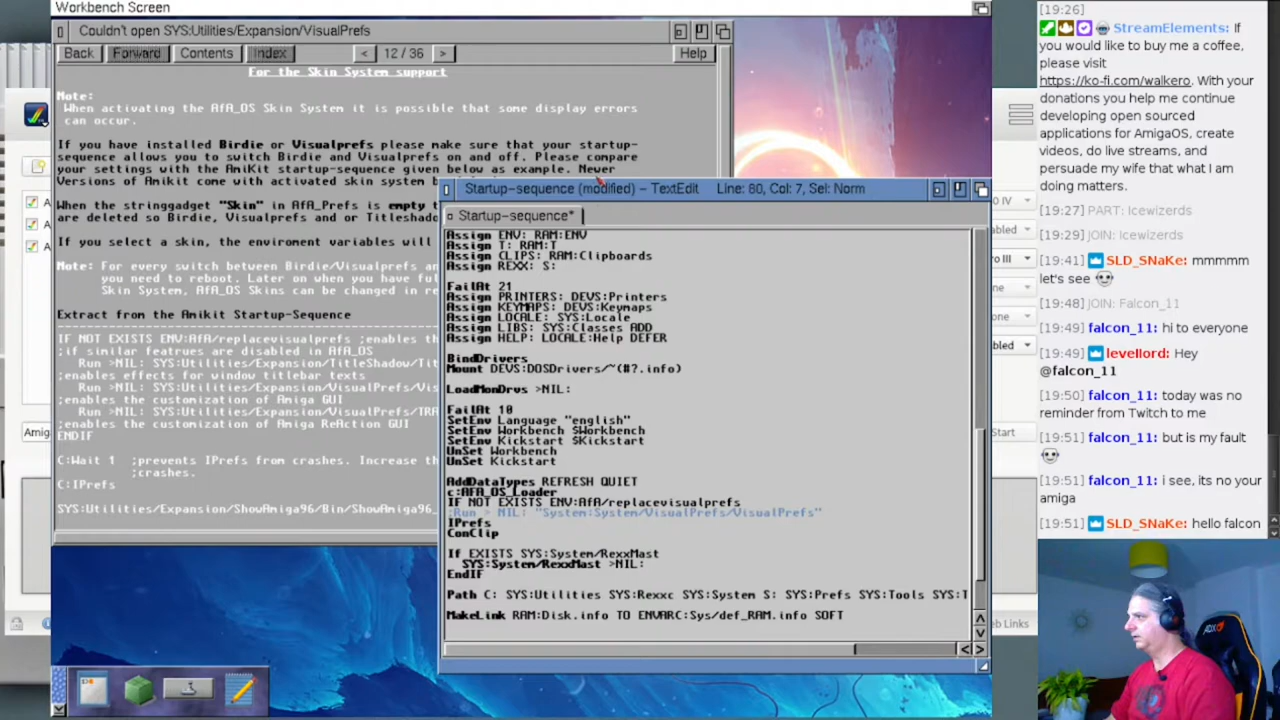 Workbench Screen
Couldn't open SYS:Utilities/Expansion/VisualPrefs
Back
Forward
Contents
Index
<
12 / 36
>
Help
For the Skin System support
Note:
When activating the AfA_OS Skin System it is possible that some display errors
can occur.
If you have installed Birdie or Visualprefs please make sure that your startup-
sequence allows you to switch Birdie and Visualprefs on and off. Please compare
your settings with the AmiKit startup-sequence given below as example. Newer
Versions of Amikit come with activated skin system b
When the stringgadget "Skin" in AfA_Prefs is empty t
are deleted so Birdie, Visualprefs and or Titleshado
If you select a skin, the enviroment variables will
Note: For every switch between Birdie/Visualprefs an
you need to reboot. Later on when you have ful
Skin System, AfA_OS Skins can be changed in re
Extract from the Amikit Startup-Sequence
IF NOT EXISTS ENV:AfA/replacevisualprefs ;enables th
;if similar featrues are disabled in AfA_OS
Run >NIL: SYS:Utilities/Expansion/TitleShadow/Tit
;enables effects for window titlebar texts
Run >NIL: SYS:Utilities/Expansion/VisualPrefs/Vis
;enables the customization of Amiga GUI
Run >NIL: SYS:Utilities/Expansion/VisualPrefs/TRA
;enables the customization of Amiga ReAction GUI
ENDIF
C:Wait 1 ;prevents IPrefs from crashes. Increase th
;crashes.
C:IPrefs
SYS:Utilities/Expansion/ShowAmiga96/Bin/ShowAmiga96_
Startup-sequence (modified) – TextEdit Line: 80, Col: 7, Sel: Norm
Startup-sequence*
Assign ENV: RAM:ENV
Assign T: RAM:T
Assign CLIPS: RAM:Clipboards
Assign REXX: S:
FailAt 21
Assign PRINTERS: DEVS:Printers
Assign KEYMAPS: DEVS:Keymaps
Assign LOCALE: SYS:Locale
Assign LIBS: SYS:Classes ADD
Assign HELP: LOCALE:Help DEFER
BindDrivers
Mount DEVS:DOSDrivers/~(#?.info)
LoadMonDrvs >NIL:
FailAt 10
SetEnv Language "english"
SetEnv Workbench $Workbench
SetEnv Kickstart $Kickstart
UnSet Workbench
UnSet Kickstart
AddDataTypes REFRESH QUIET
c:AfA_OS_Loader
IF NOT EXISTS ENV:AfA/replacevisualprefs
;Run > NIL: "System:System/VisualPrefs/VisualPrefs"
IPrefs
ConClip
If EXISTS SYS:System/RexxMast
SYS:System/RexxMast >NIL:
EndIf
Path C: SYS:Utilities SYS:Rexxc SYS:System S: SYS:Prefs SYS:Tools SYS:T
MakeLink RAM:Disk.info TO ENVARC:Sys/def_RAM.info SOFT
Amig
Start
eb Links
[19:26]
StreamElements: If
you would like to buy me a coffee,
please visit
https://ko-fi.com/walkero. With your
donations you help me continue
developing open sourced
applications for AmigaOS, create
videos, do live streams, and
persuade my wife that what I am
doing matters.
[19:27] PART: Icewizerds
[19:29] JOIN: Icewizerds
[19:41] SLD_SNaKe: mmmmm
let's see
[19:48] JOIN: Falcon_11
[19:49] falcon_11: hi to everyone
[19:49] levellord: Hey
@falcon_11
[19:50] falcon_11: today was no
reminder from Twitch to me
[19:51] falcon_11: but is my fault
[19:51] falcon_11: i see, its no your
amiga
[19:51] SLD_SNaKe: hello falcon